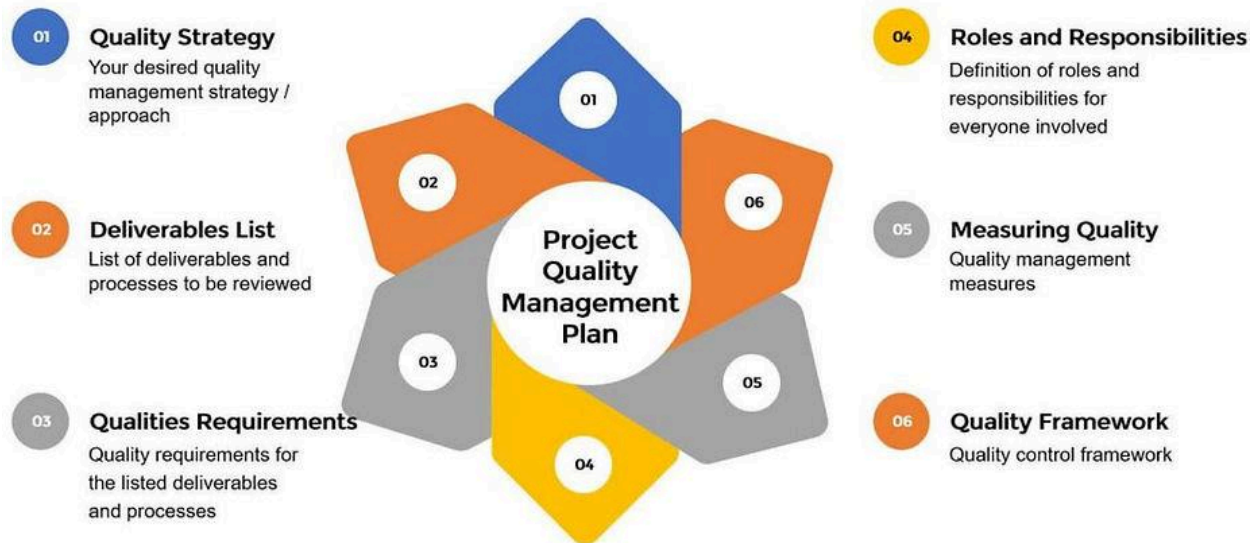 01
Quality Strategy
Your desired quality
management strategy /
approach
02
Deliverables List
List of deliverables and
processes to be reviewed
03
Qualities Requirements
Quality requirements for
the listed deliverables
and processes
01
02
03
04
05
06
Project
Quality
Management
Plan
04
Roles and Responsibilities
Definition of roles and
responsibilities for
everyone involved
05
Measuring Quality
Quality management
measures
06
Quality Framework
Quality control framework